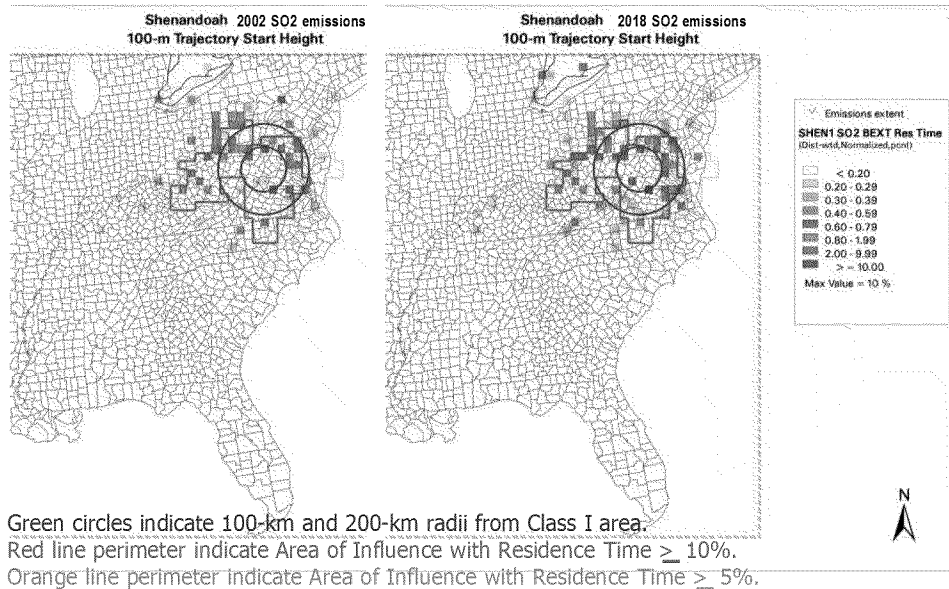 Shenandoah 2002 SO2 emissions
100-m Trajectory Start Height
Shenandoah 2018 SO2 emissions
100-m Trajectory Start Height
Emissions extent
SHEN1 SO2 BEXT Res Time
(Dist-wtd,Normalized,pcnt)
< 0.20
0.20 - 0.29
0.30 - 0.39
0.40 - 0.59
0.60 - 0.79
0.80 - 1.99
2.00 - 9.99
> = 10.00
Max Value = 10 %
N
Green circles indicate 100-km and 200-km radii from Class I area.
Red line perimeter indicate Area of Influence with Residence Time > 10%.
Orange line perimeter indicate Area of Influence with Residence Time > 5%.